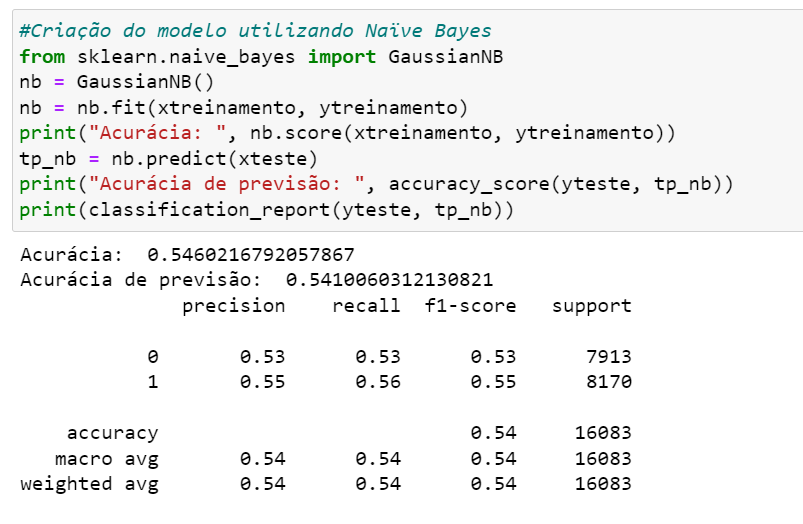 #Criação do modelo utilizando Naïve Bayes
from sklearn.naive_bayes import GaussianNB
nb = GaussianNB()
nb = nb.fit(xtreinamento, ytreinamento)
print("Acurácia: ", nb.score(xtreinamento, ytreinamento))
tp_nb = nb.predict(xteste)
print("Acurácia de previsão: ", accuracy_score(yteste, tp_nb))
print(classification_report(yteste, tp_nb))
Acurácia:  0.5460216792057867
Acurácia de previsão:  0.5410060312130821
              precision    recall  f1-score   support
           0       0.53      0.53      0.53      7913
           1       0.55      0.56      0.55      8170
    accuracy                           0.54     16083
   macro avg       0.54      0.54      0.54     16083
weighted avg       0.54      0.54      0.54     16083